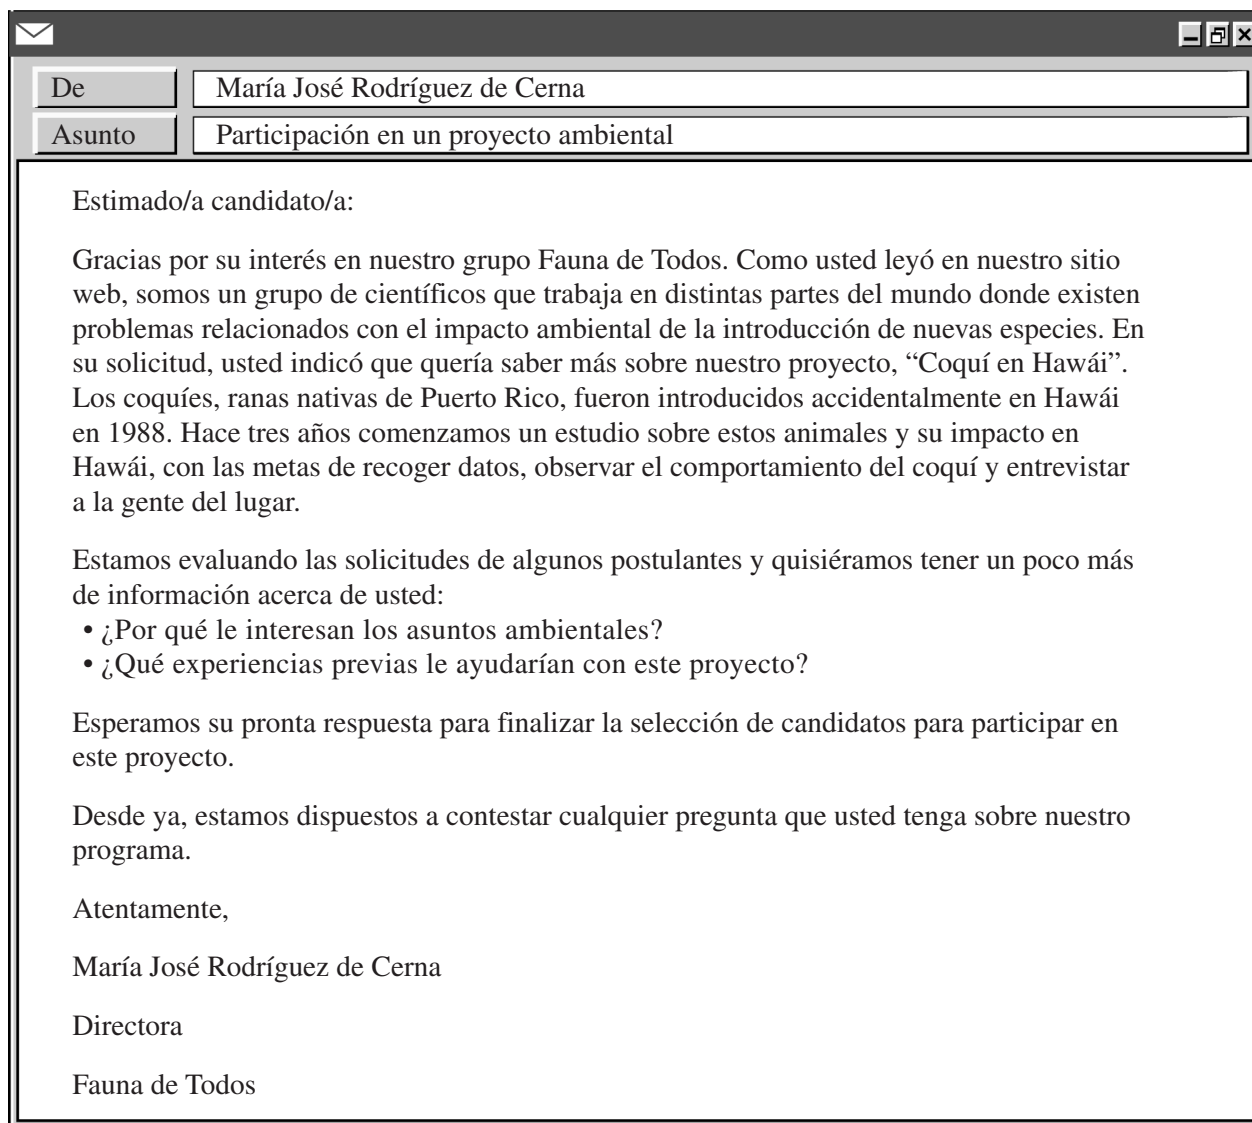 De
María José Rodríguez de Cerna
Asunto
Participación en un proyecto ambiental
Estimado/a candidato/a:
Gracias por su interés en nuestro grupo Fauna de Todos. Como usted leyó en nuestro sitio
web, somos un grupo de científicos que trabaja en distintas partes del mundo donde existen
problemas relacionados con el impacto ambiental de la introducción de nuevas especies. En
su solicitud, usted indicó que quería saber más sobre nuestro proyecto, “Coquí en Hawái”.
Los coquíes, ranas nativas de Puerto Rico, fueron introducidos accidentalmente en Hawái
en 1988. Hace tres años comenzamos un estudio sobre estos animales y su impacto en
Hawái, con las metas de recoger datos, observar el comportamiento del coquí y entrevistar
a la gente del lugar.
Estamos evaluando las solicitudes de algunos postulantes y quisiéramos tener un poco más
de información acerca de usted:
• ¿Por qué le interesan los asuntos ambientales?
• ¿Qué experiencias previas le ayudarían con este proyecto?
Esperamos su pronta respuesta para finalizar la selección de candidatos para participar en
este proyecto.
Desde ya, estamos dispuestos a contestar cualquier pregunta que usted tenga sobre nuestro
programa.
Atentamente,
María José Rodríguez de Cerna
Directora
Fauna de Todos